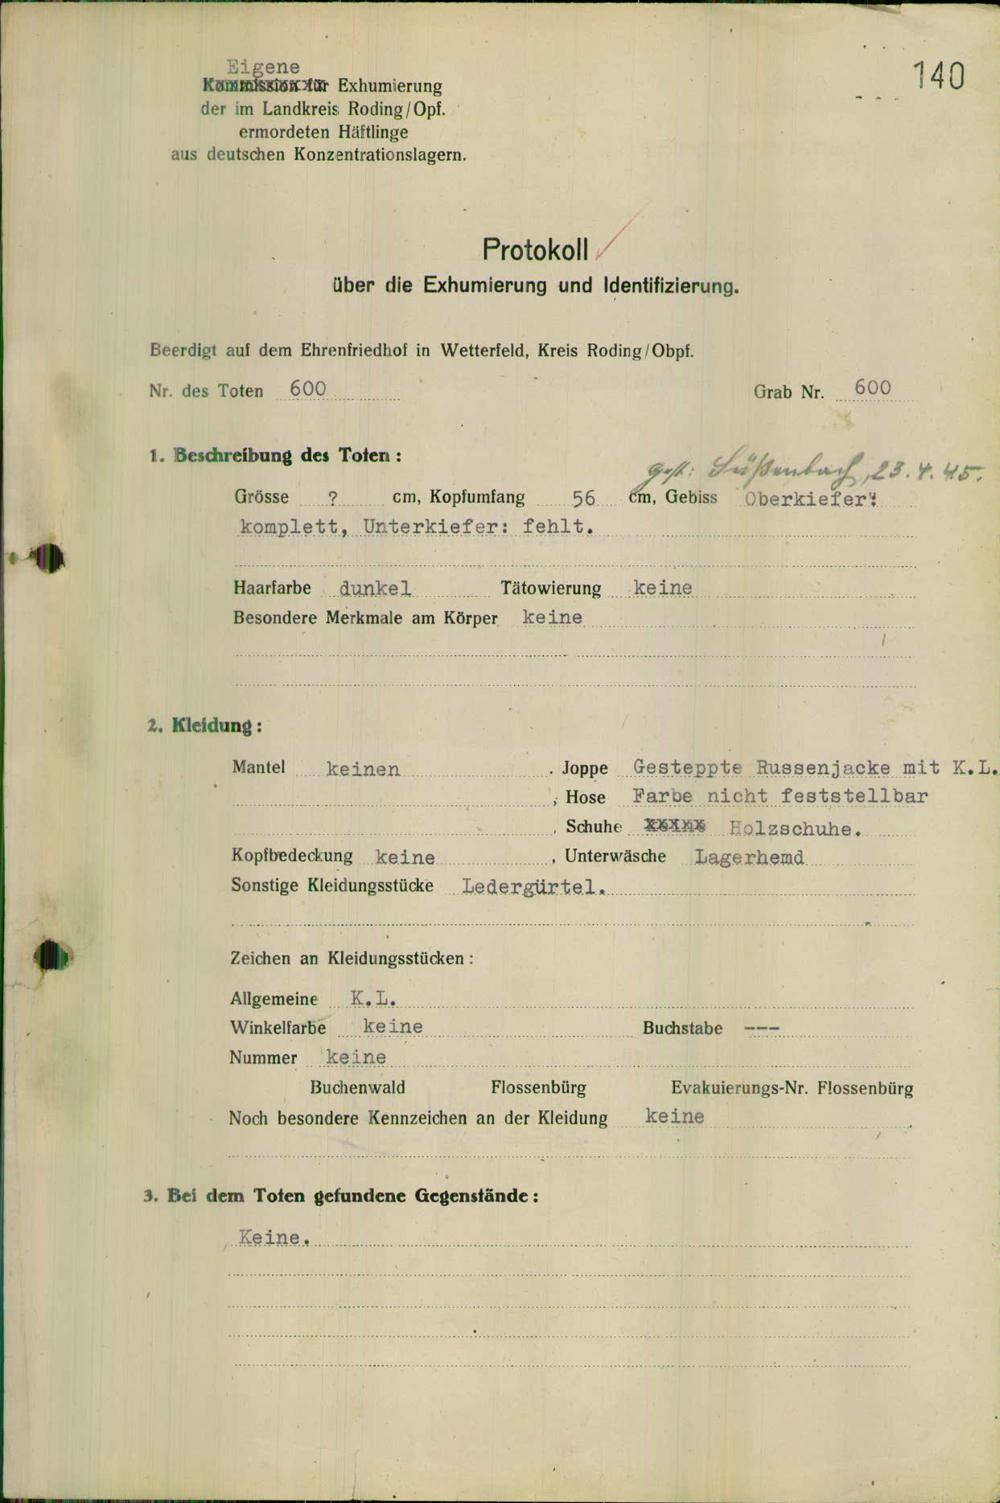 140
Eigene
Kommission für Exhumierung
der im Landkreis Roding/Opf.
ermordeten Häftlinge
aus deutschen Konzentrationslagern.
Protokoll
über die Exhumierung und Identifizierung.
Beerdigt auf dem Ehrenfriedhof in Wetterfeld, Kreis Roding/Obpf.
Nr. des Toten 600 Grab Nr. 600
1. Beschreibung des Toten:
gest: Süßenbach, 23.4.45.
Grösse ? cm, Kopfumfang 56 cm, Gebiss Oberkiefer:
komplett, Unterkiefer: fehlt.
Haarfarbe dunkel Tätowierung keine
Besondere Merkmale am Körper keine
2. Kleidung:
Mantel keinen , Joppe Gesteppte Russenjacke mit K.L.
, Hose Farbe nicht feststellbar
, Schuhe Holzschuhe.
Kopfbedeckung keine , Unterwäsche Lagerhemd
Sonstige Kleidungsstücke Ledergürtel.
Zeichen an Kleidungsstücken:
Allgemeine K.L.
Winkelfarbe keine Buchstabe ---
Nummer keine
Buchenwald Flossenbürg Evakuierungs-Nr. Flossenbürg
Noch besondere Kennzeichen an der Kleidung keine
3. Bei dem Toten gefundene Gegenstände:
Keine.